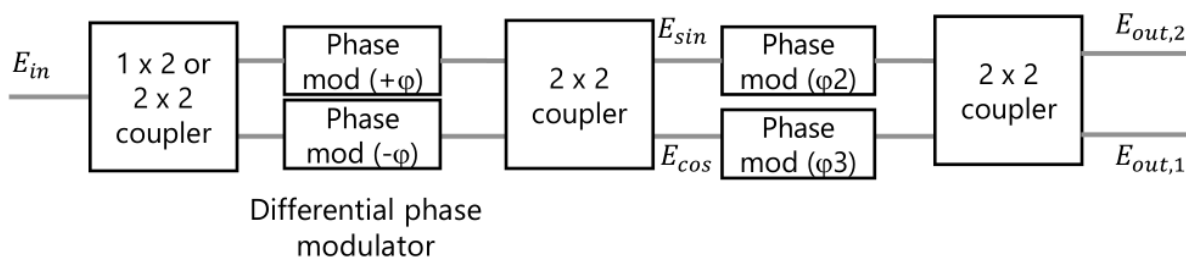 E_in
1 x 2 or
2 x 2
coupler
Phase
mod (+φ)
Phase
mod (-φ)
Differential phase
modulator
2 x 2
coupler
E_sin
E_cos
Phase
mod (φ2)
Phase
mod (φ3)
2 x 2
coupler
E_out,2
E_out,1